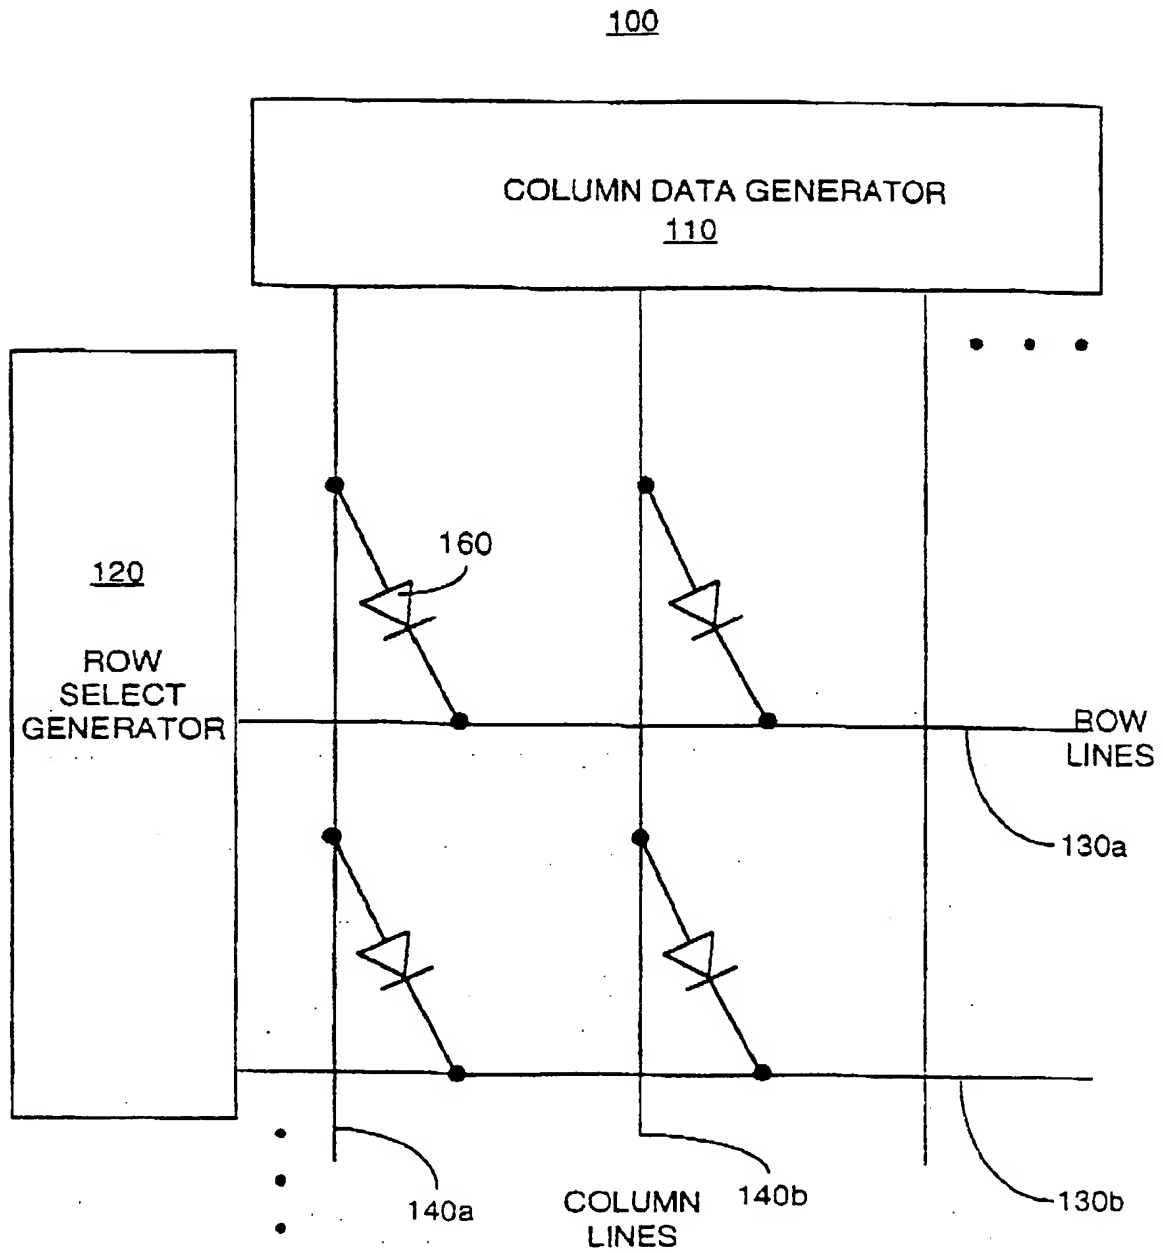 100
COLUMN DATA GENERATOR
110
160
120
ROW
SELECT
GENERATOR
ROW
LINES
130a
140a
COLUMN
LINES
140b
130b